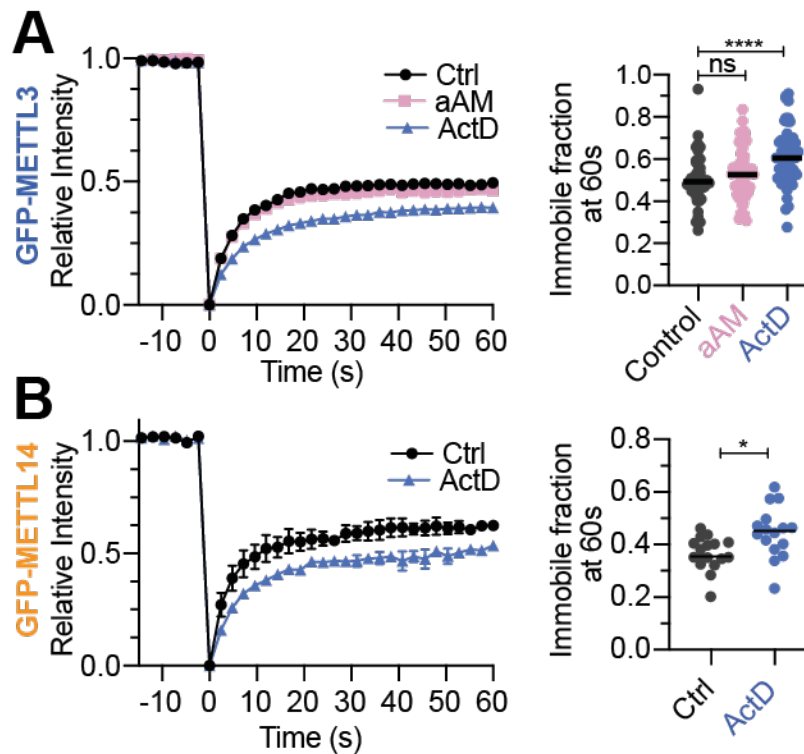 A
GFP-METTL3
Relative Intensity
1.0
0.5
0.0
Ctrl
aAM
ActD
-10 0 10 20 30 40 50 60
Time (s)
****
ns
Immobile fraction
at 60s
1.0
0.8
0.6
0.4
0.2
0.0
Control
aAM
ActD
B
GFP-METTL14
Relative Intensity
1.0
0.5
0.0
Ctrl
ActD
-10 0 10 20 30 40 50 60
Time (s)
*
Immobile fraction
at 60s
0.8
0.6
0.4
0.2
0.0
Ctrl
ActD